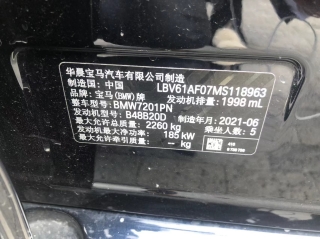 华晨宝马汽车有限公司制造
制造国: 中国 LBV61AF07MS118963
品牌: 宝马(BMW)牌 发动机排量: 1998 mL
整车型号: BMW7201PN
发动机型号: B48B20D 制造年月: 2021-06
最大允许总质量: 2260 kg 乘坐人数: 5
发动机最大净功率: 185 kW
最大允许牵引质量: --/-- kg